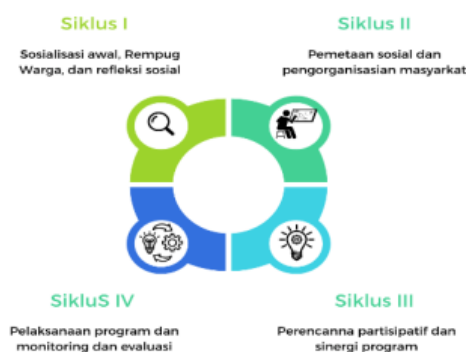 Siklus I
Sosialisasi awal, Rempug
Warga, dan refleksi sosial
Siklus II
Pemetaan sosial dan
pengorganisasian masyarkat
SikluS IV
Pelaksanaan program dan
monitoring dan evaluasi
Siklus III
Perencanna partisipatif dan
sinergi program